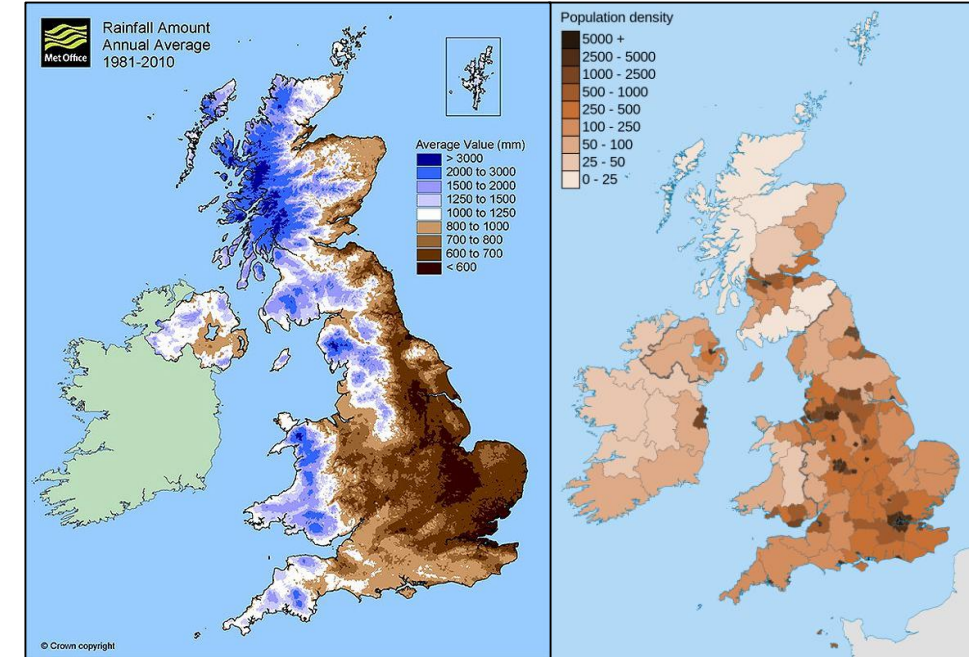 Met Office
Rainfall Amount
Annual Average
1981-2010
Average Value (mm)
> 3000
2000 to 3000
1500 to 2000
1250 to 1500
1000 to 1250
800 to 1000
700 to 800
600 to 700
< 600
© Crown copyright
Population density
5000 +
2500 - 5000
1000 - 2500
500 - 1000
250 - 500
100 - 250
50 - 100
25 - 50
0 - 25